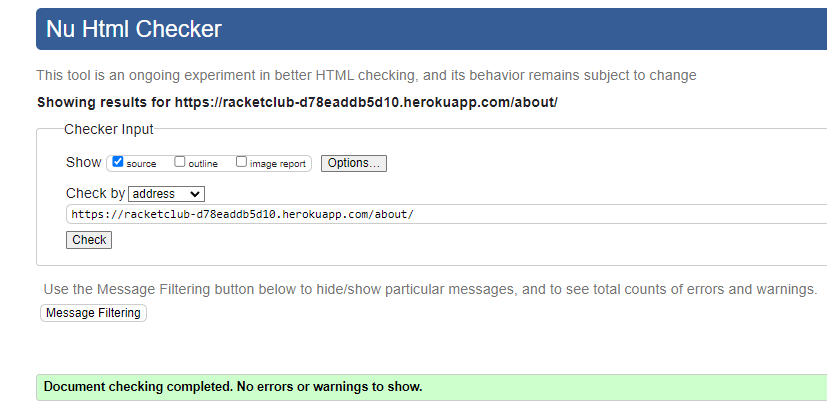 Nu Html Checker
This tool is an ongoing experiment in better HTML checking, and its behavior remains subject to change
Showing results for https://racketclub-d78eaddb5d10.herokuapp.com/about/
Checker Input
Show source outline image report Options...
Check by address
https://racketclub-d78eaddb5d10.herokuapp.com/about/
Check
Use the Message Filtering button below to hide/show particular messages, and to see total counts of errors and warnings.
Message Filtering
Document checking completed. No errors or warnings to show.